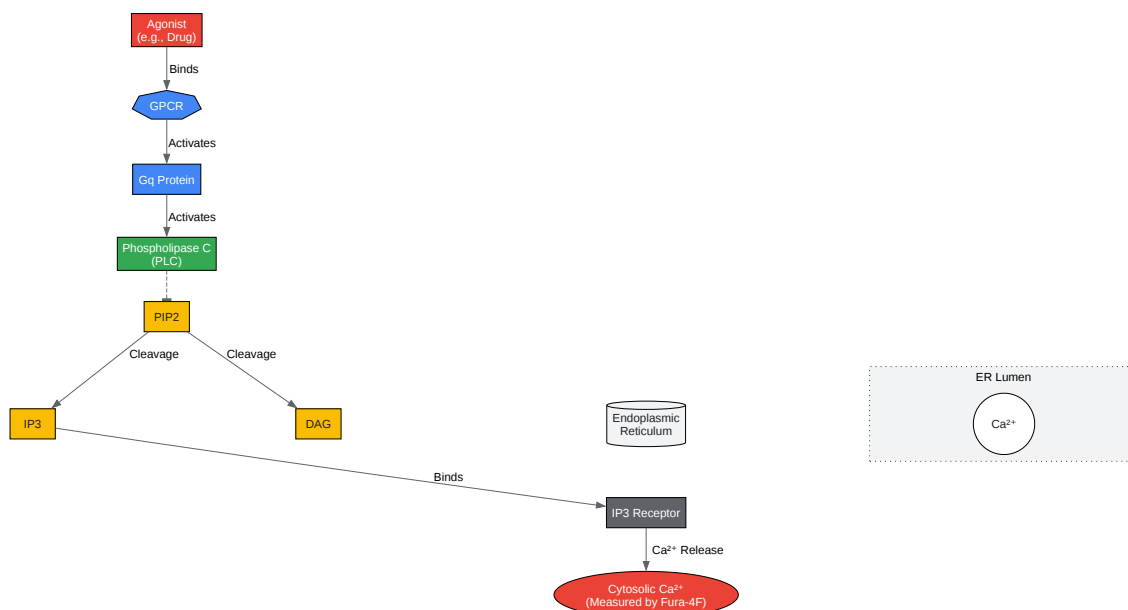 Agonist
(e.g., Drug)
Binds
GPCR
Activates
Gq Protein
Activates
Phospholipase C
(PLC)
PIP2
Cleavage
Cleavage
IP3
DAG
Endoplasmic
Reticulum
ER Lumen
Ca²⁺
Binds
IP3 Receptor
Ca²⁺ Release
Cytosolic Ca²⁺
(Measured by Fura-4F)